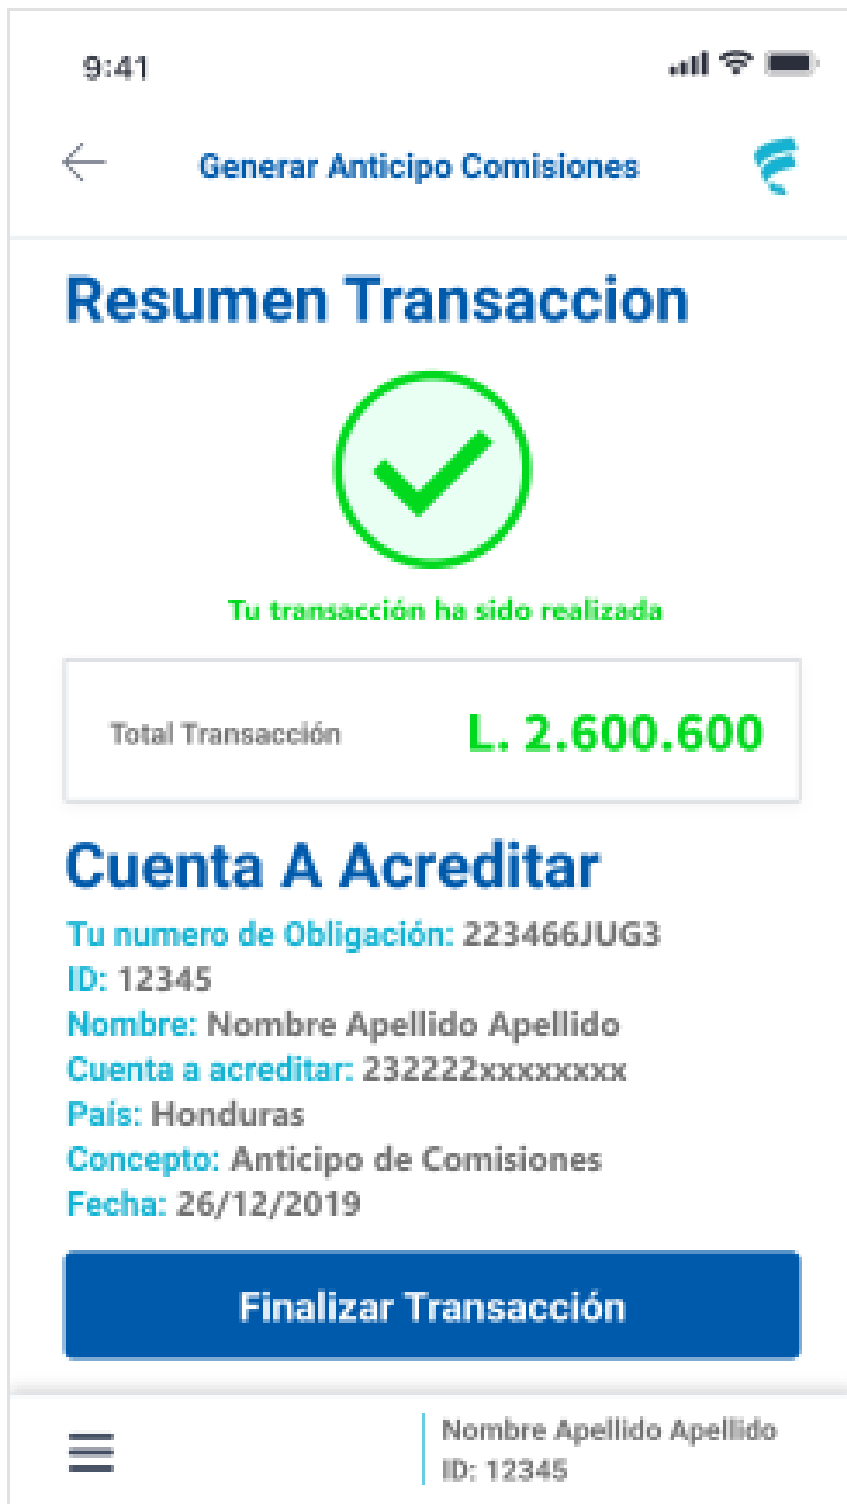 9:41
Generar Anticipo Comisiones
Resumen Transaccion
Tu transacción ha sido realizada
Total Transacción L. 2.600.600
Cuenta A Acreditar
Tu numero de Obligación: 223466JUG3
ID: 12345
Nombre: Nombre Apellido Apellido
Cuenta a acreditar: 232222xxxxxxxx
País: Honduras
Concepto: Anticipo de Comisiones
Fecha: 26/12/2019
Finalizar Transacción
Nombre Apellido Apellido
ID: 12345